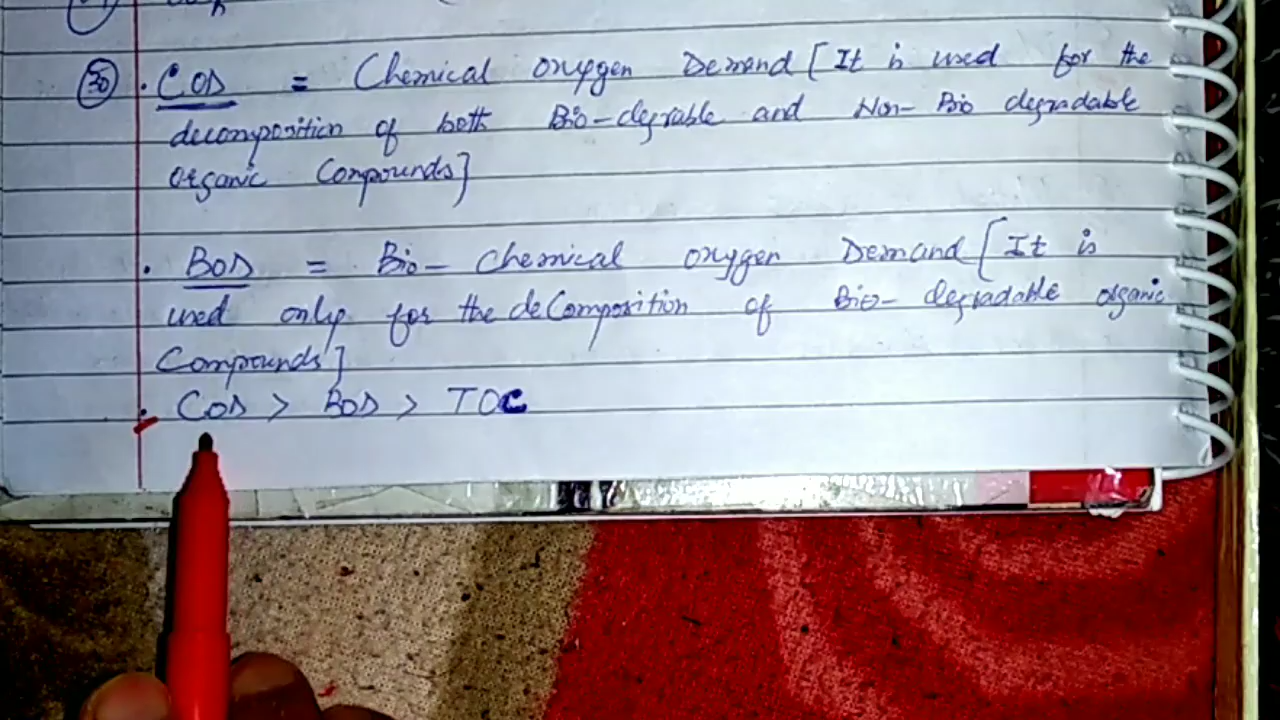 30 . COD = Chemical oxygen Demand [It is used for the
decomposition of both Bio-degrable and Non-Bio degradable
organic Compounds]
. BOD = Bio-chemical oxygen Demand [It is
used only for the deComposition of Bio-degradable organic
Compounds]
. COD > BOD > TOC